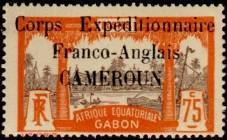 Corps Expéditionnaire
Franco-Anglais
CAMEROUN
RF
C
75
AFRIQUE EQUATORIALE
GABON